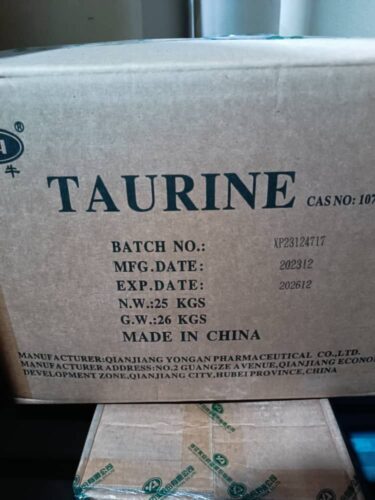 ®
牛
TAURINE CAS NO: 107
BATCH NO.: XP23124717
MFG.DATE: 202312
EXP.DATE: 202612
N.W.:25 KGS
G.W.:26 KGS
MADE IN CHINA
MANUFACTURER:QIANJIANG YONGAN PHARMACEUTICAL CO.,LTD.
MANUFACTURER ADDRESS:NO.2 GUANGZE AVENUE,QIANJIANG ECONO
DEVELOPMENT ZONE,QIANJIANG CITY,HUBEI PROVINCE,CHINA